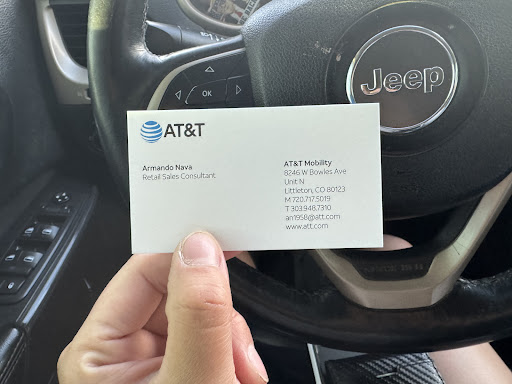 OK
Jeep
AT&T
Armando Nava
Retail Sales Consultant
AT&T Mobility
8246 W Bowles Ave
Unit N
Littleton, CO 80123
M 720.717.5019
T 303.948.7310
an1958@att.com
www.att.com